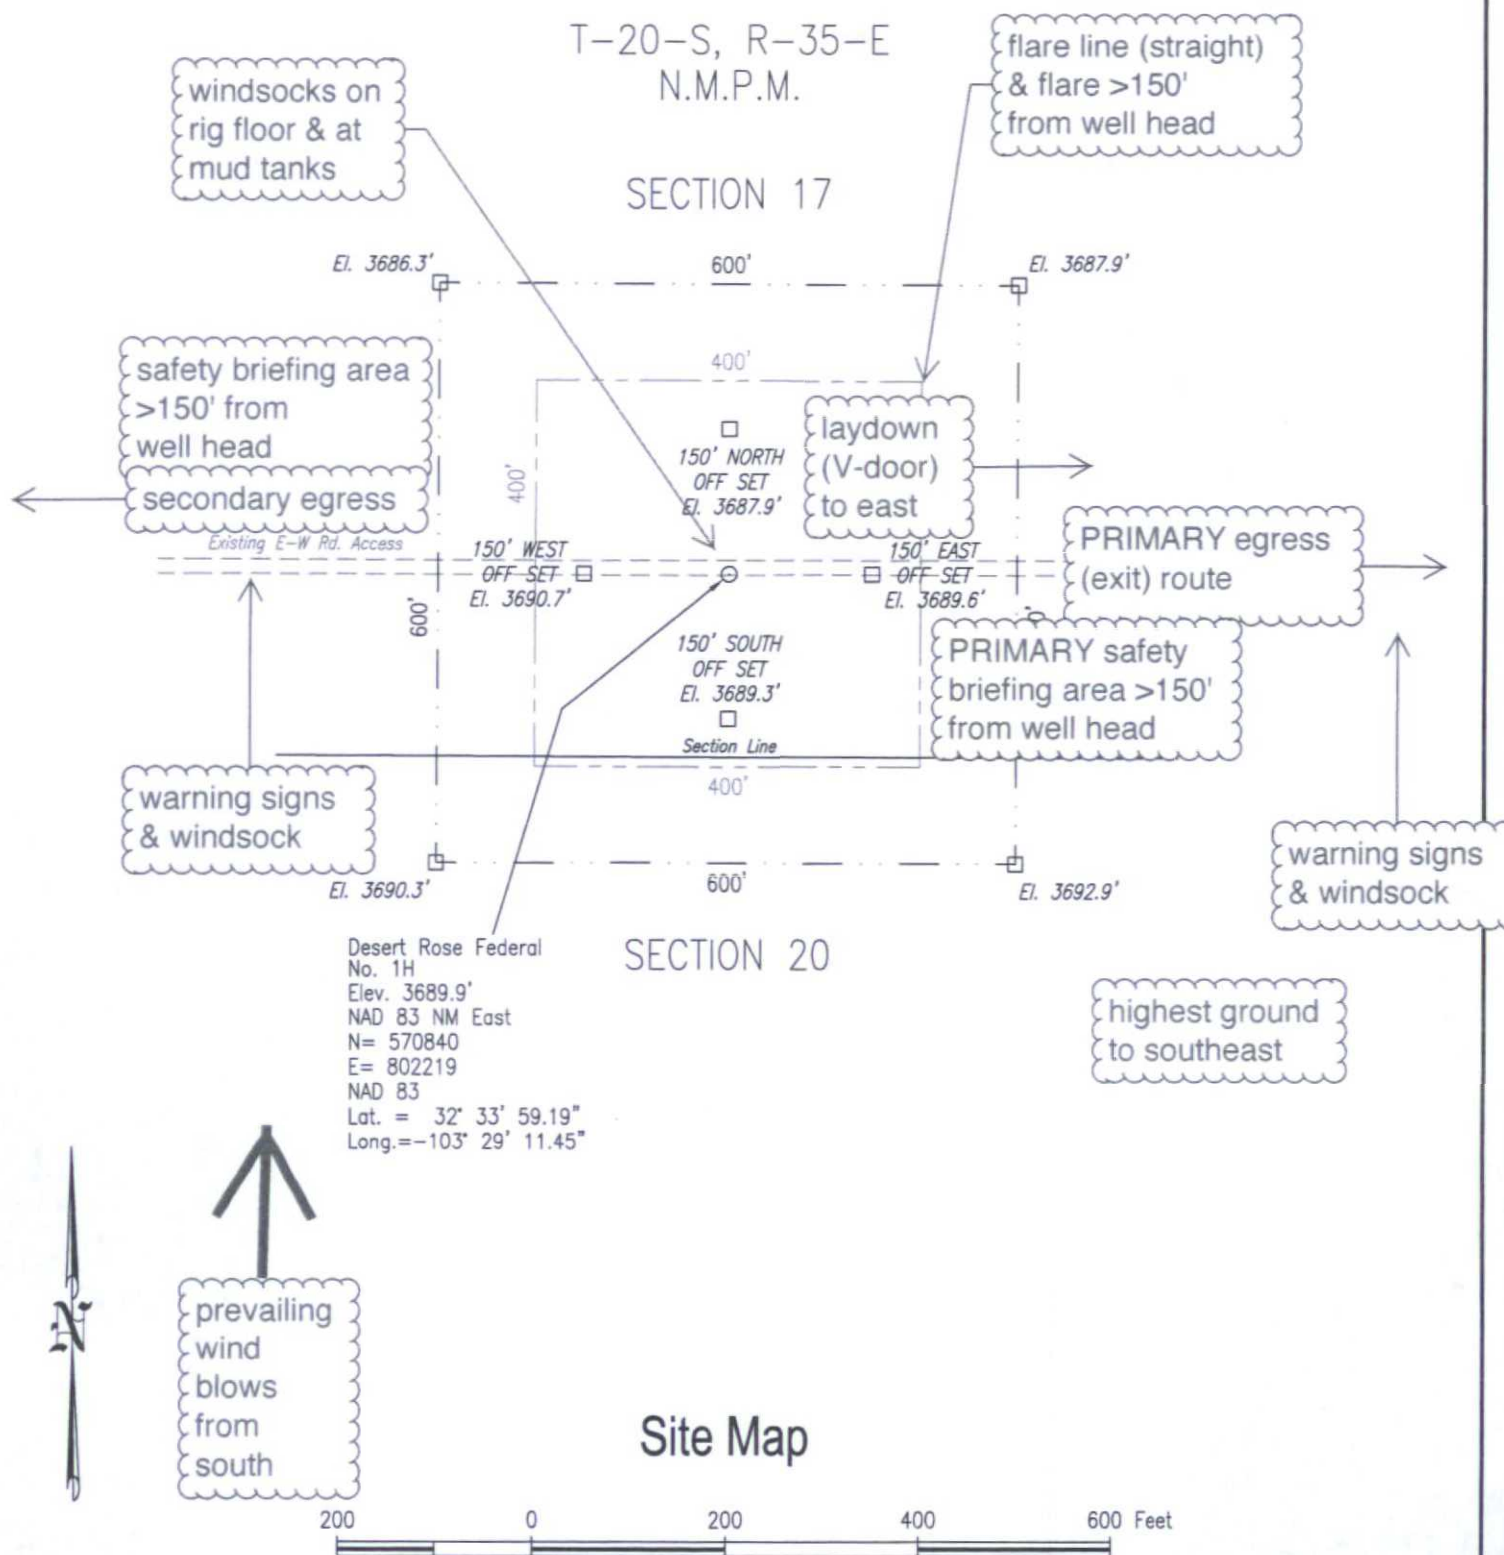 T-20-S, R-35-E
N.M.P.M.
windsocks on
rig floor & at
mud tanks
flare line (straight)
& flare >150'
from well head
SECTION 17
El. 3686.3'
600'
El. 3687.9'
safety briefing area
>150' from
well head
secondary egress
Existing E-W Rd. Access
400'
400'
150' NORTH
OFF SET
El. 3687.9'
laydown
(V-door)
to east
150' WEST
OFF SET
El. 3690.7'
150' EAST
OFF SET
El. 3689.6'
PRIMARY egress
(exit) route
600'
150' SOUTH
OFF SET
El. 3689.3'
Section Line
PRIMARY safety
briefing area >150'
from well head
400'
warning signs
& windsock
warning signs
& windsock
El. 3690.3'
600'
El. 3692.9'
Desert Rose Federal
No. 1H
Elev. 3689.9'
NAD 83 NM East
N= 570840
E= 802219
NAD 83
Lat. = 32° 33' 59.19"
Long.=-103° 29' 11.45"
SECTION 20
highest ground
to southeast
N
prevailing
wind
blows
from
south
Site Map
200 0 200 400 600 Feet